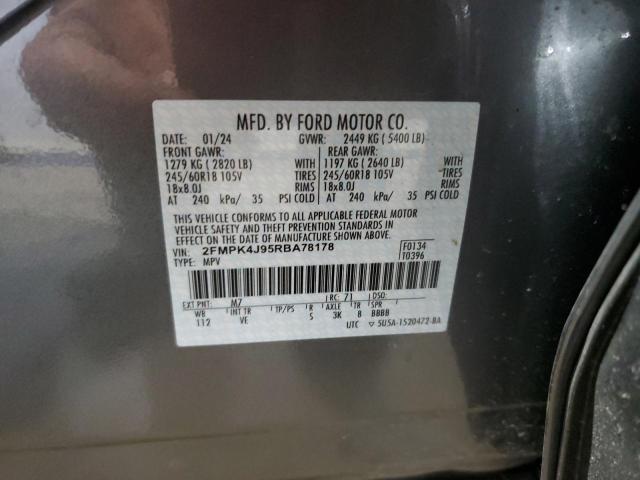 MFD. BY FORD MOTOR CO.
DATE: 01/24 GVWR: 2449 KG ( 5400 LB)
FRONT GAWR: REAR GAWR:
1279 KG ( 2820 LB) WITH 1197 KG ( 2640 LB) WITH
245/60R18 105V TIRES 245/60R18 105V TIRES
18x8.0J RIMS 18x8.0J RIMS
AT 240 kPa/ 35 PSI COLD AT 240 kPa/ 35 PSI COLD
THIS VEHICLE CONFORMS TO ALL APPLICABLE FEDERAL MOTOR
VEHICLE SAFETY AND THEFT PREVENTION STANDARDS IN
EFFECT ON THE DATE OF MANUFACTURE SHOWN ABOVE.
VIN: 2FMPK4J95RBA78178 F0134
TYPE: MPV T0396
EXT PNT: M7 RC: 71 DSO:
WB INT TR TP/PS R AXLE TR SPR
112 VE 5 3K 8 BBBB
UTC ▽ 5U5A-1520472-BA